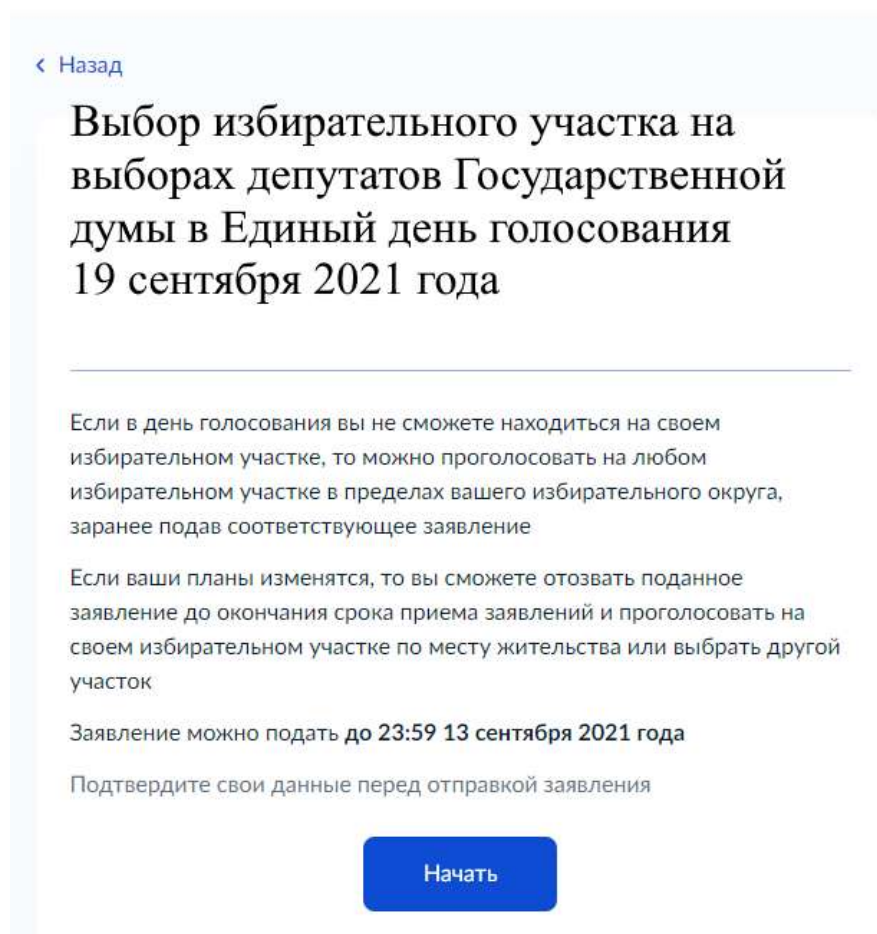 Назад
Выбор избирательного участка на
выборах депутатов Государственной
думы в Единый день голосования
19 сентября 2021 года
Если в день голосования вы не сможете находиться на своем
избирательном участке, то можно проголосовать на любом
избирательном участке в пределах вашего избирательного округа,
заранее подав соответствующее заявление
Если ваши планы изменятся, то вы сможете отозвать поданное
заявление до окончания срока приема заявлений и проголосовать на
своем избирательном участке по месту жительства или выбрать другой
участок
Заявление можно подать до 23:59 13 сентября 2021 года
Подтвердите свои данные перед отправкой заявления
Начать